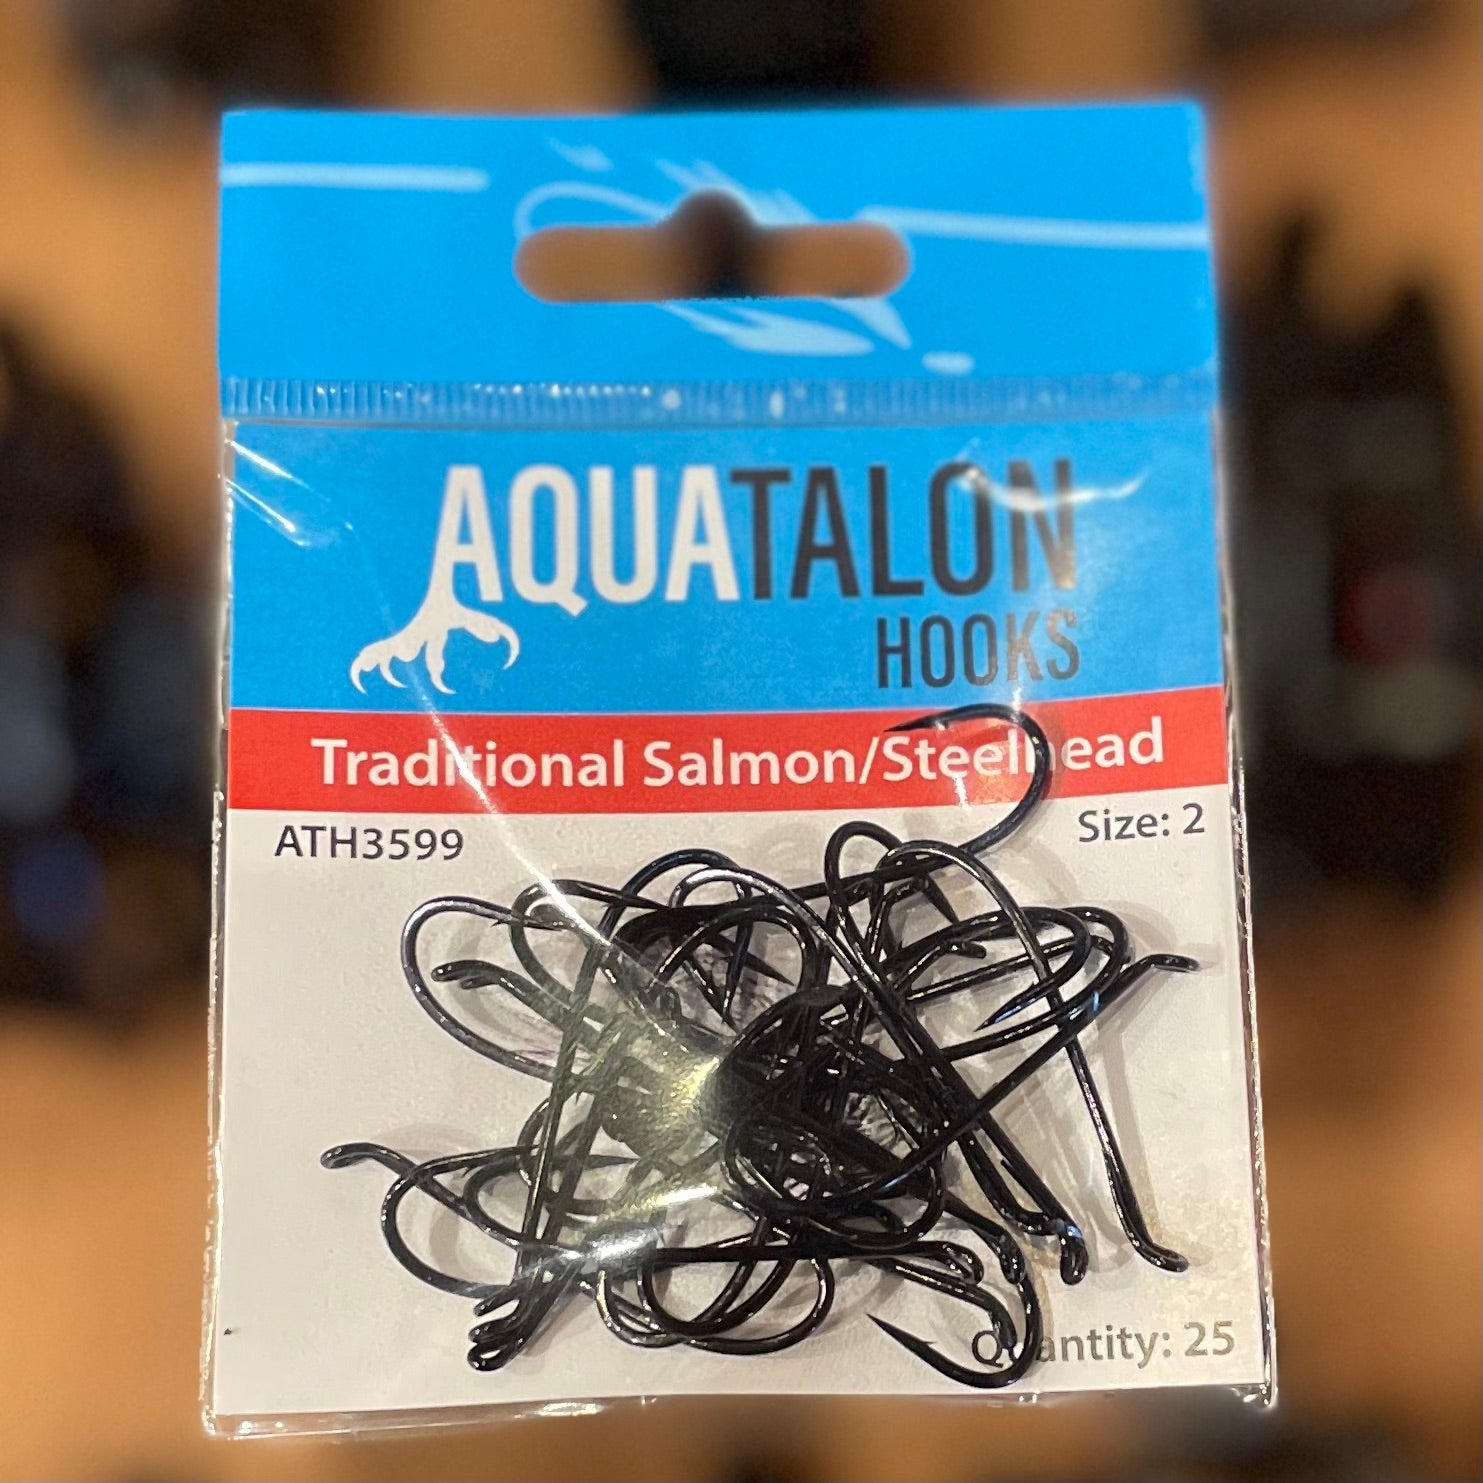 AQUATALON
HOOKS
Traditional Salmon/Steelhead
ATH3599
Size: 2
Quantity: 25